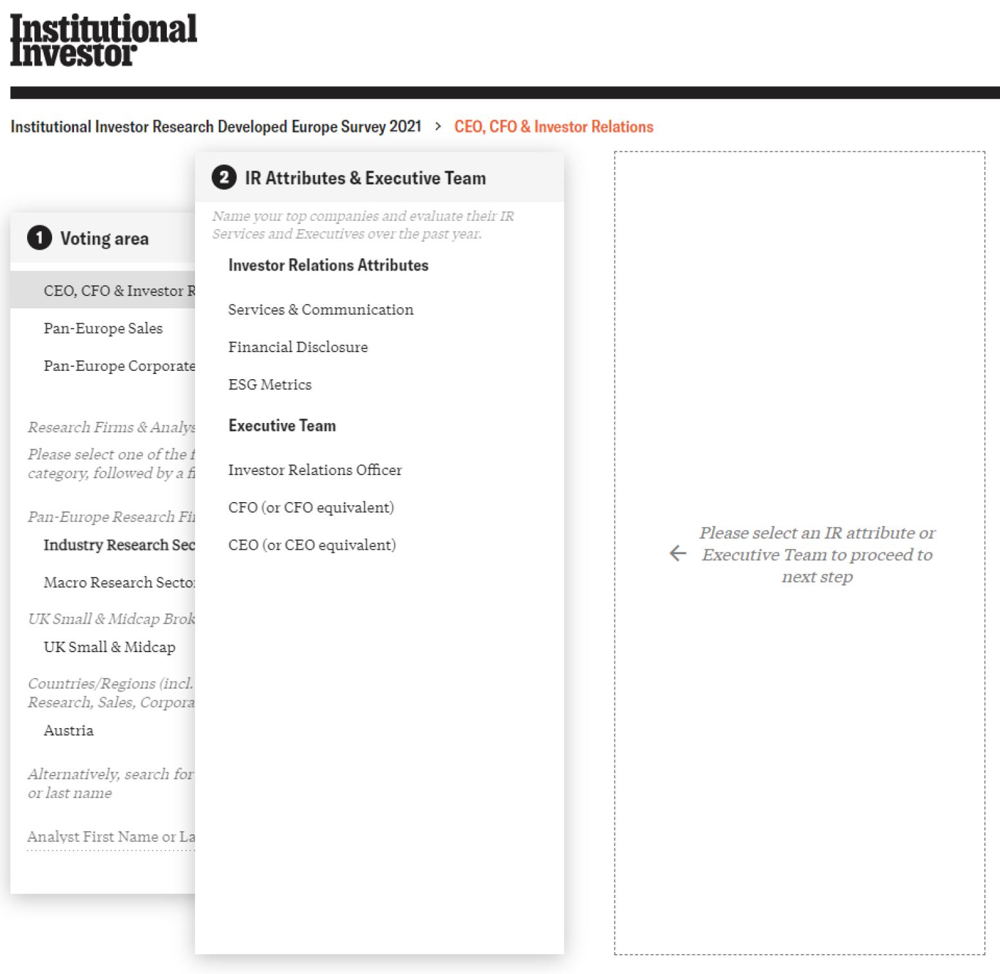 Institutional
Investor
Institutional Investor Research Developed Europe Survey 2021 > CEO, CFO & Investor Relations
1 Voting area
CEO, CFO & Investor R
Pan-Europe Sales
Pan-Europe Corporate
Research Firms & Analys
Please select one of the f
category, followed by a fi
Pan-Europe Research Fir
Industry Research Sec
Macro Research Sector
UK Small & Midcap Brok
UK Small & Midcap
Countries/Regions (incl.
Research, Sales, Corpora
Austria
Alternatively, search for
or last name
Analyst First Name or La
2 IR Attributes & Executive Team
Name your top companies and evaluate their IR
Services and Executives over the past year.
Investor Relations Attributes
Services & Communication
Financial Disclosure
ESG Metrics
Executive Team
Investor Relations Officer
CFO (or CFO equivalent)
CEO (or CEO equivalent)
← Please select an IR attribute or
Executive Team to proceed to
next step